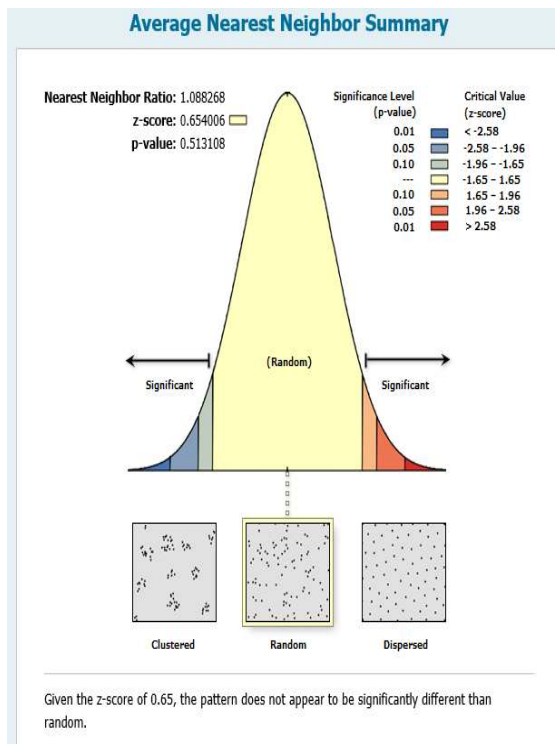 Average Nearest Neighbor Summary
Nearest Neighbor Ratio: 1.088268
z-score: 0.654006
p-value: 0.513108
Significance Level Critical Value
(p-value) (z-score)
0.01 < -2.58
0.05 -2.58 – -1.96
0.10 -1.96 – -1.65
--- -1.65 – 1.65
0.10 1.65 – 1.96
0.05 1.96 – 2.58
0.01 > 2.58
(Random)
Significant Significant
Clustered Random Dispersed
Given the z-score of 0.65, the pattern does not appear to be significantly different than
random.